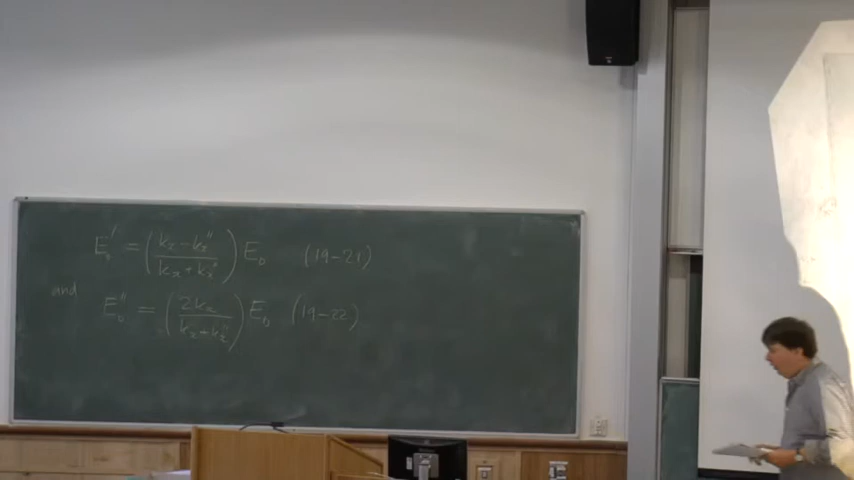 E₀' = (kₓ - kₓ'' / kₓ + kₓ'') E₀ (19-21)
and E₀'' = (2kₓ / kₓ + kₓ'') E₀ (19-22)